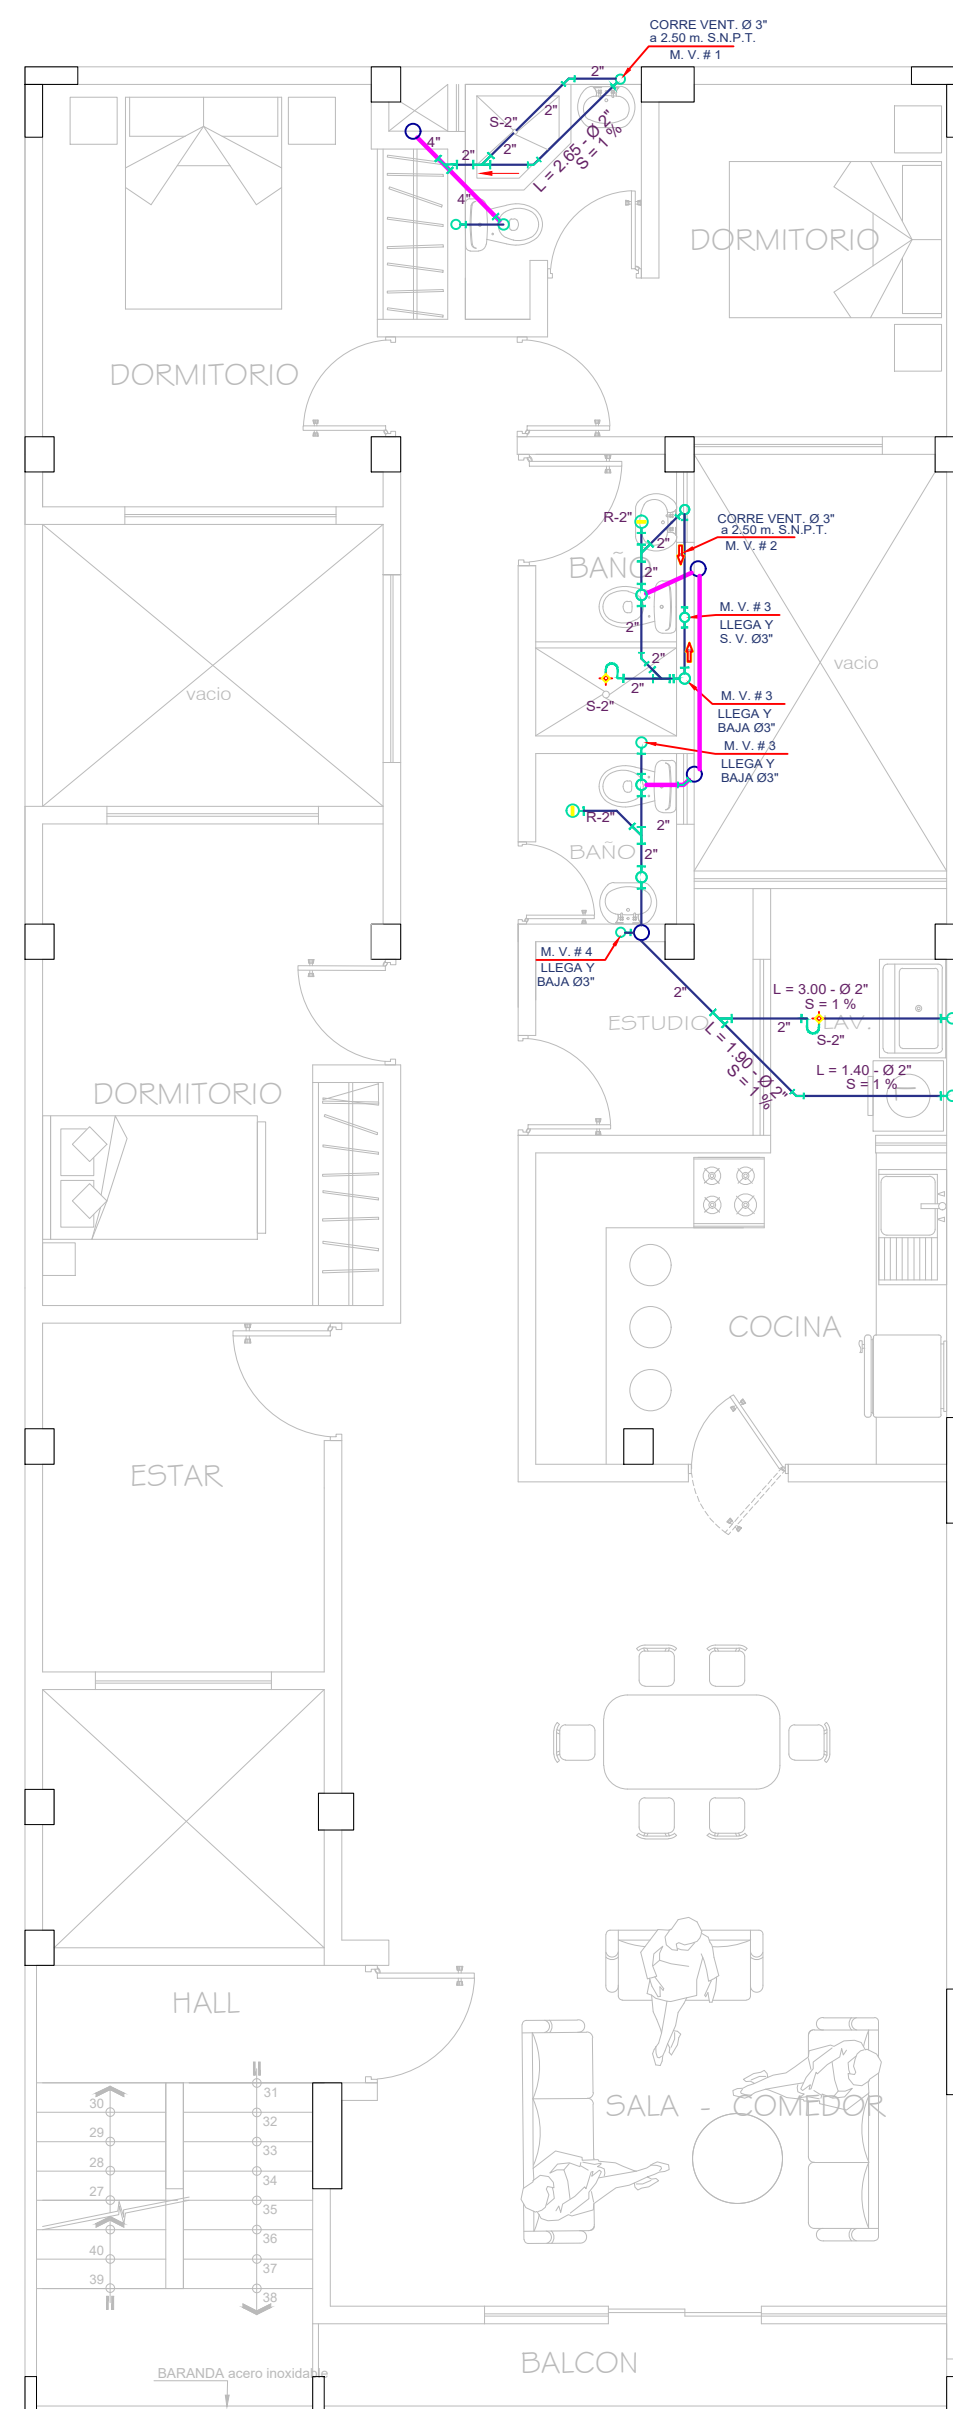 CORRE VENT. Ø 3"
a 2.50 m. S.N.P.T.
M. V. # 1
2"
2"
S-2"
2"
2"
4"
4"
L = 2.65 - Ø 2"
S = 1 %
DORMITORIO
DORMITORIO
R-2"
2"
CORRE VENT. Ø 3"
a 2.50 m. S.N.P.T.
M. V. # 2
BAÑO
2"
2"
M. V. # 3
LLEGA Y
S. V. Ø3"
2"
2"
S-2"
vacio
vacio
M. V. # 3
LLEGA Y
BAJA Ø3"
M. V. # 3
LLEGA Y
BAJA Ø3"
R-2"
2"
BAÑO
2"
M. V. # 4
LLEGA Y
BAJA Ø3"
2"
L = 3.00 - Ø 2"
S = 1 %
ESTUDIO
2"
LAV.
S-2"
L = 1.90 - Ø 2"
S = 1 %
L = 1.40 - Ø 2"
S = 1 %
DORMITORIO
COCINA
ESTAR
HALL
SALA - COMEDOR
30
29
28
27
40
39
31
32
33
34
35
36
37
38
BALCON
BARANDA acero inoxidable